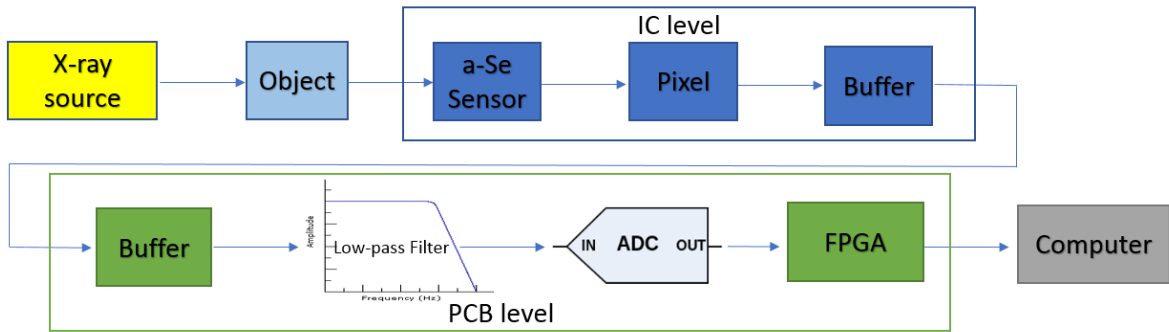 IC level
X-ray
source
Object
a-Se
Sensor
Pixel
Buffer
Buffer
Amplitude
Low-pass Filter
Frequency (Hz)
IN ADC OUT
FPGA
Computer
PCB level